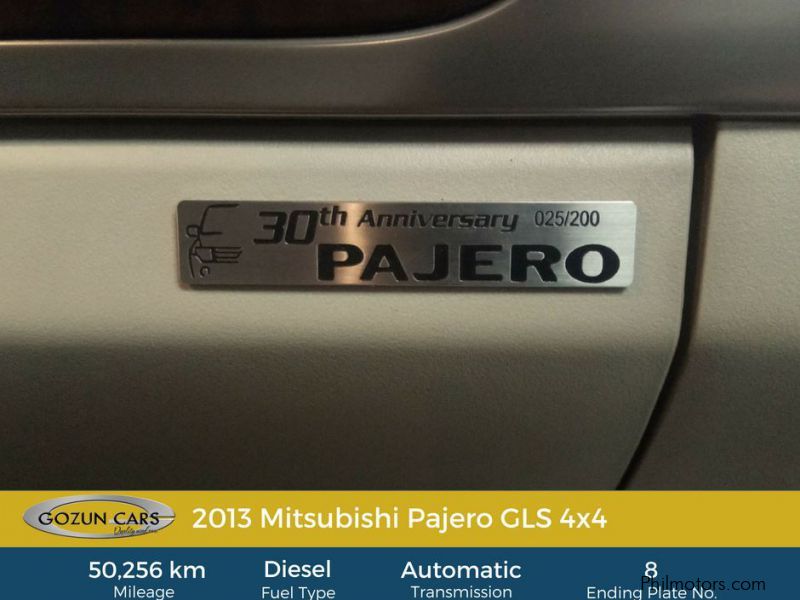 30th Anniversary 025/200
PAJERO
GOZUN CARS
2013 Mitsubishi Pajero GLS 4x4
50,256 km Diesel Automatic 8
Mileage Fuel Type Transmission Ending Plate No.
Philmotors.com